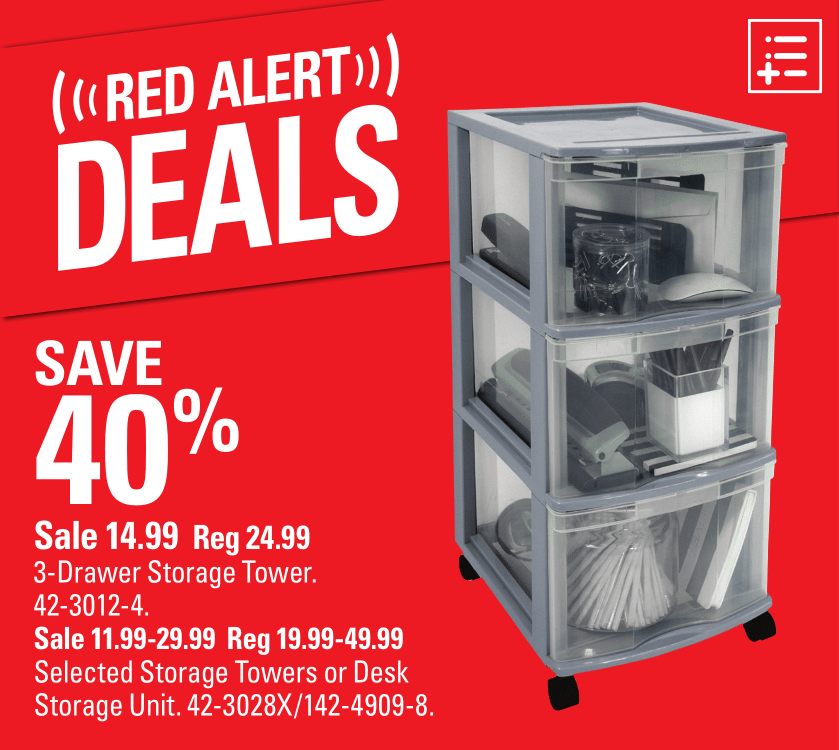 RED ALERT
DEALS
SAVE
40%
Sale 14.99 Reg 24.99
3-Drawer Storage Tower.
42-3012-4.
Sale 11.99-29.99 Reg 19.99-49.99
Selected Storage Towers or Desk
Storage Unit. 42-3028X/142-4909-8.